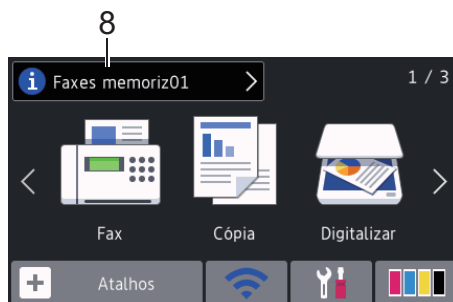 8
Faxes memoriz01
1 / 3
Fax
Cópia
Digitalizar
Atalhos